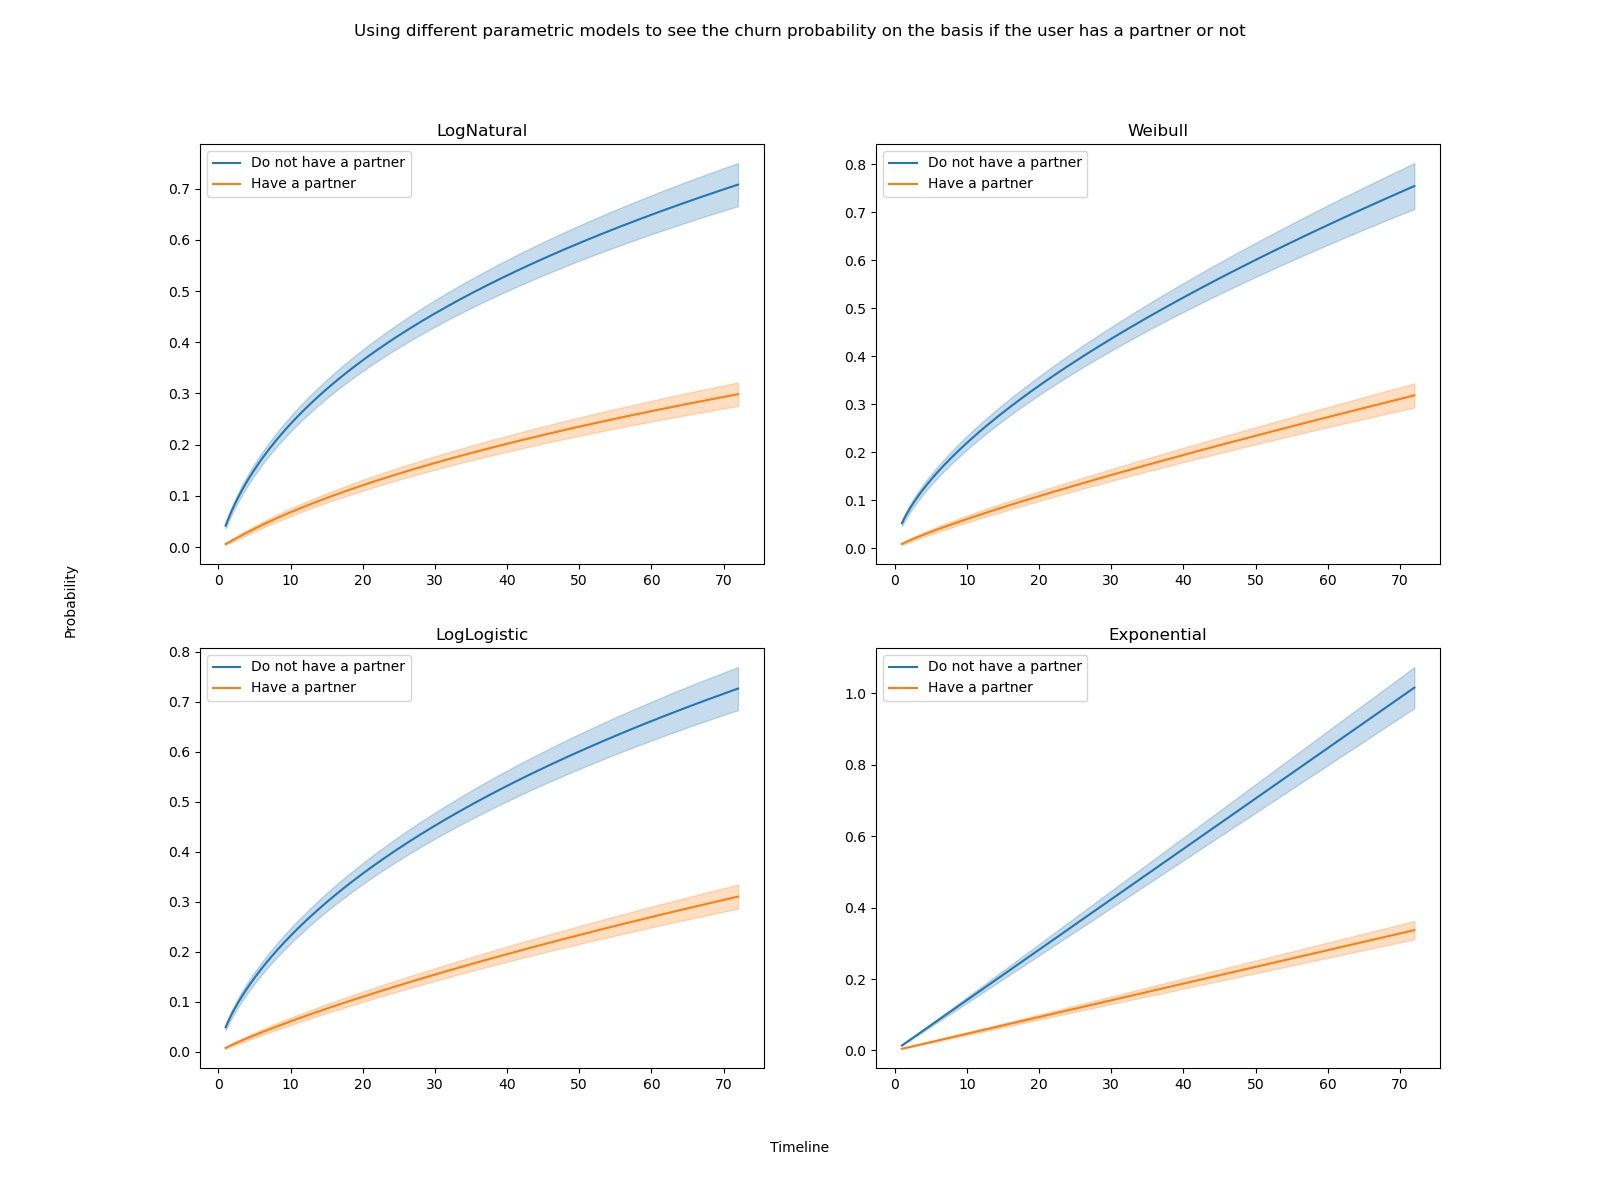 Using different parametric models to see the churn probability on the basis if the user has a partner or not
LogNatural
Do not have a partner
Have a partner
0.7
0.6
0.5
0.4
0.3
0.2
0.1
0.0
0 10 20 30 40 50 60 70
Weibull
Do not have a partner
Have a partner
0.8
0.7
0.6
0.5
0.4
0.3
0.2
0.1
0.0
0 10 20 30 40 50 60 70
Probability
LogLogistic
Do not have a partner
Have a partner
0.8
0.7
0.6
0.5
0.4
0.3
0.2
0.1
0.0
0 10 20 30 40 50 60 70
Exponential
Do not have a partner
Have a partner
1.0
0.8
0.6
0.4
0.2
0.0
0 10 20 30 40 50 60 70
Timeline